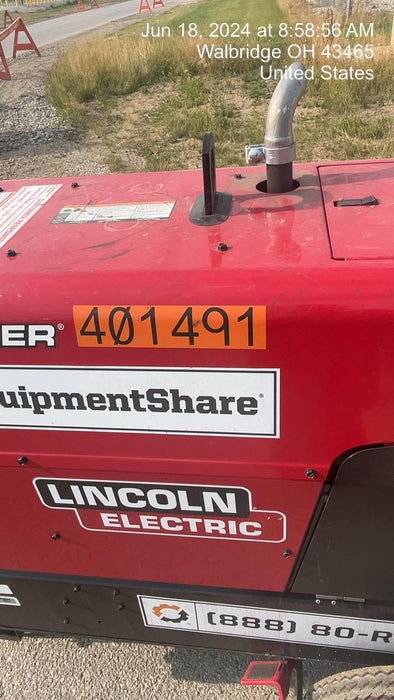 Jun 18, 2024 at 8:58:56 AM
Walbridge OH 43465
United States
ER®
401491
uipmentShare
LINCOLN
ELECTRIC
(888) 80-R